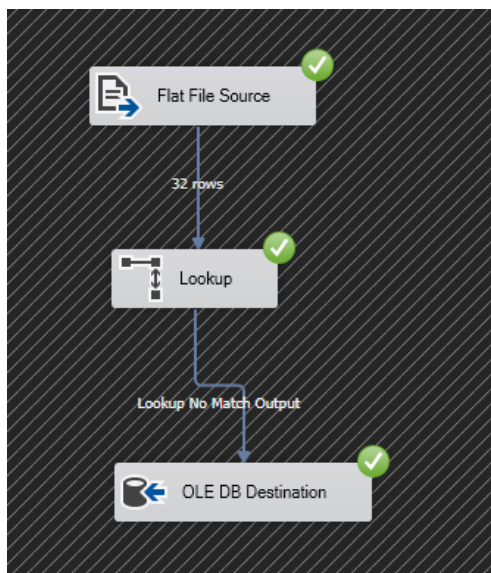 Flat File Source
32 rows
Lookup
Lookup No Match Output
OLE DB Destination